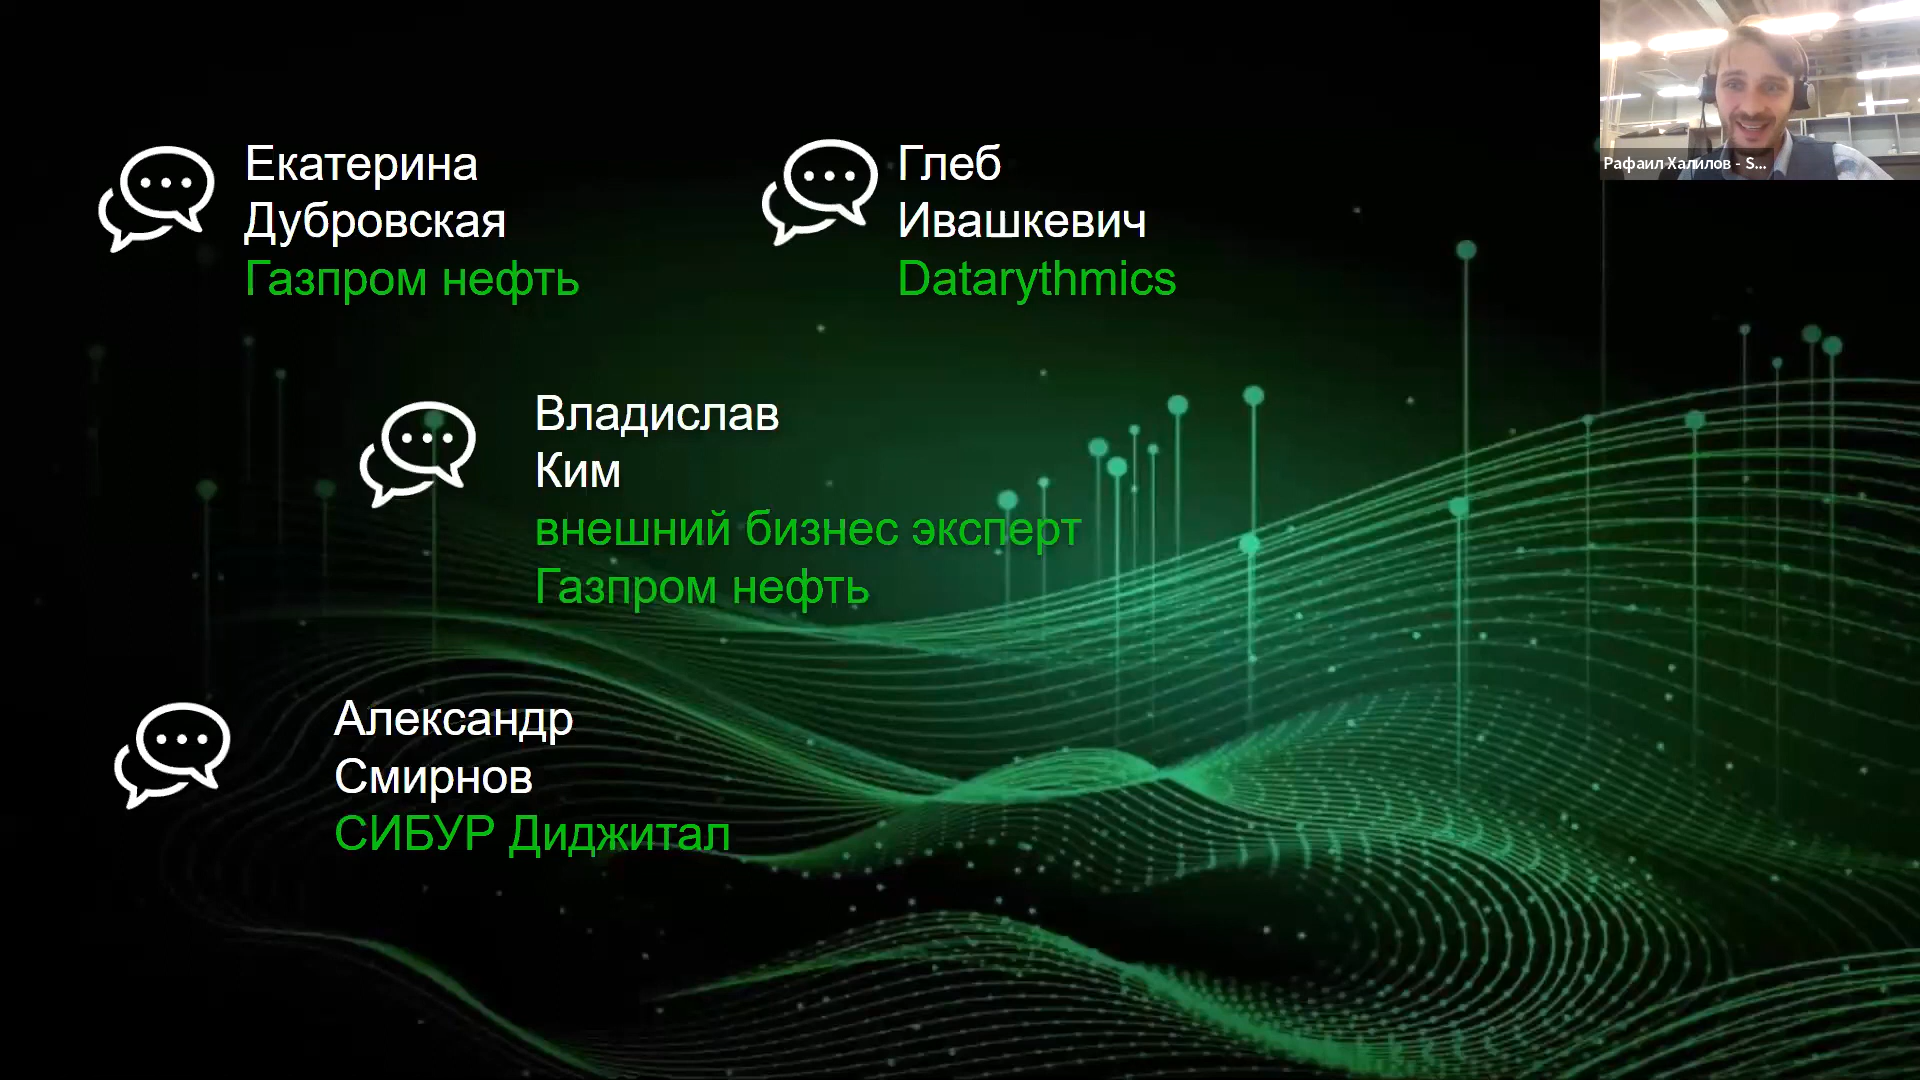 Екатерина
Дубровская
Газпром нефть
Глеб
Ивашкевич
Datarythmics
Рафаил Халилов - S...
Владислав
Ким
внешний бизнес эксперт
Газпром нефть
Александр
Смирнов
СИБУР Диджитал